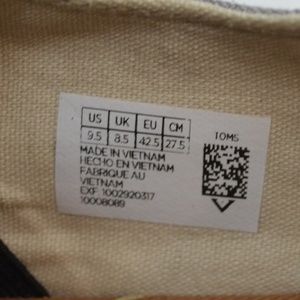 US UK EU CM
9.5 8.5 42.5 27.5
TOMS
MADE IN VIETNAM
HECHO EN VIETNAM
FABRIQUE AU
VIETNAM
EXF 1002920317
10008089